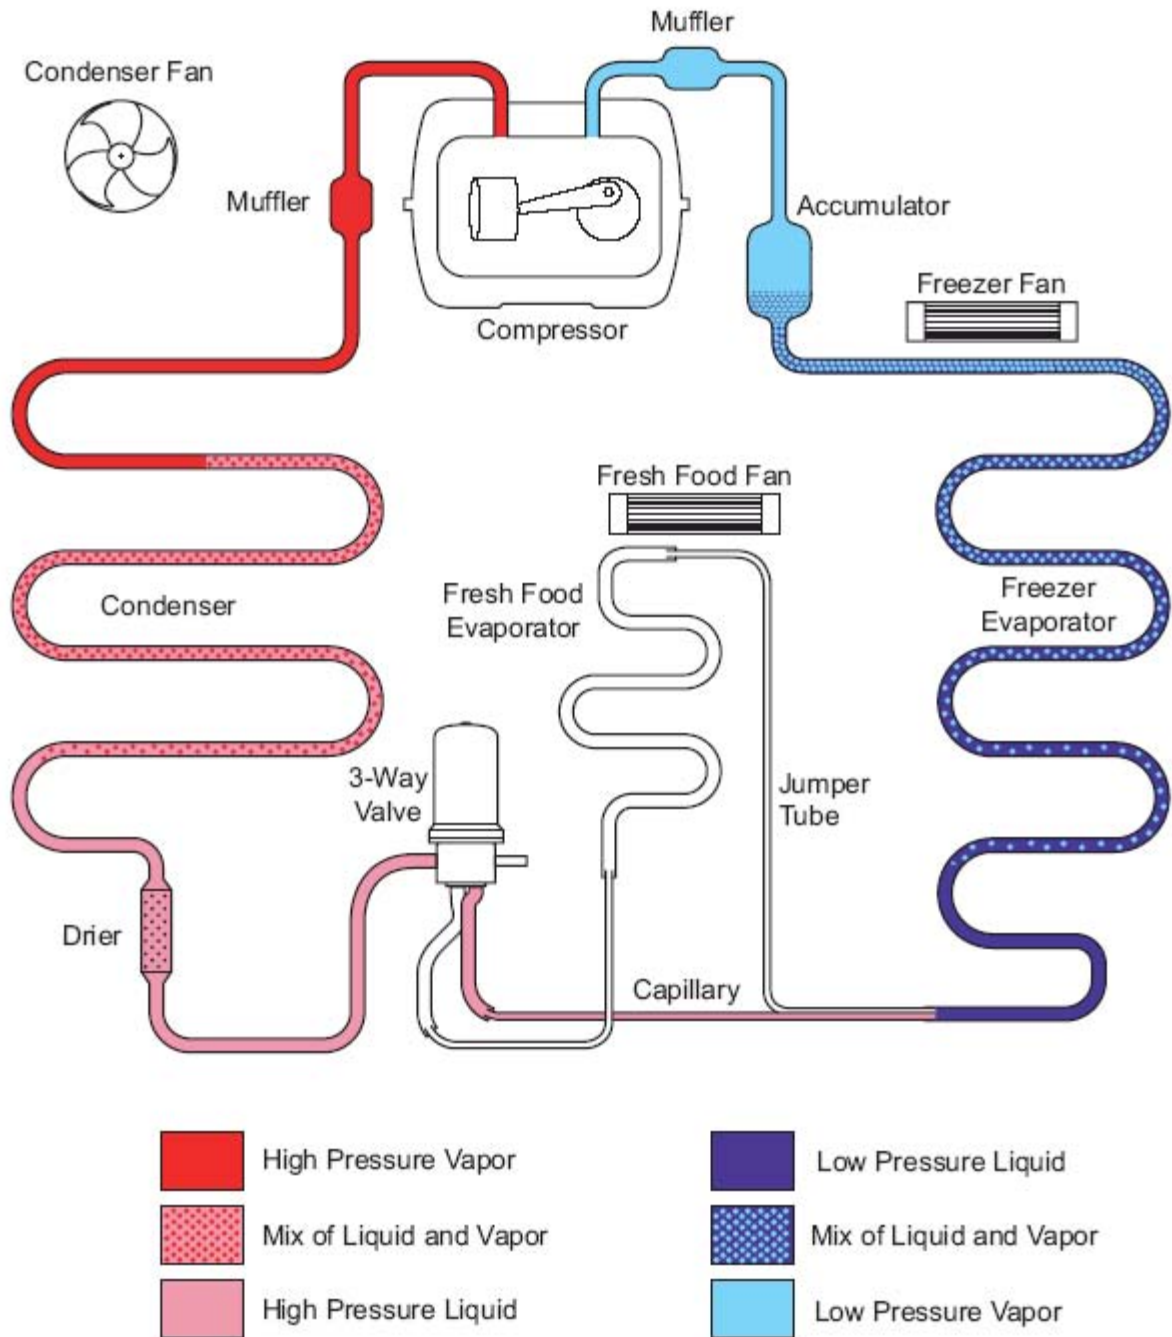 Muffler
Condenser Fan
Muffler
Accumulator
Freezer Fan
Compressor
Fresh Food Fan
Condenser
Fresh Food
Evaporator
Freezer
Evaporator
3-Way
Valve
Jumper
Tube
Drier
Capillary
High Pressure Vapor
Low Pressure Liquid
Mix of Liquid and Vapor
Mix of Liquid and Vapor
High Pressure Liquid
Low Pressure Vapor